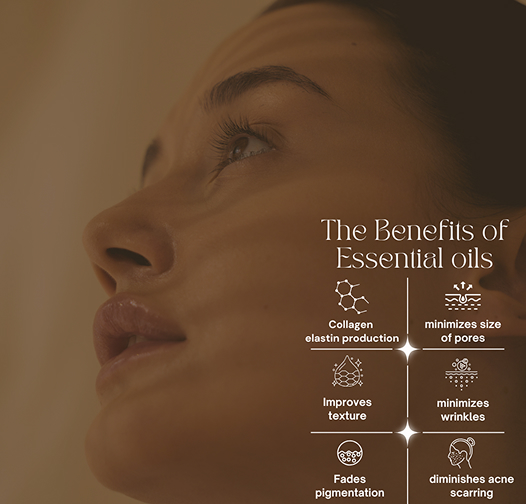 The Benefits of
Essential oils
Collagen
elastin production
minimizes size
of pores
Improves
texture
minimizes
wrinkles
Fades
pigmentation
diminishes acne
scarring